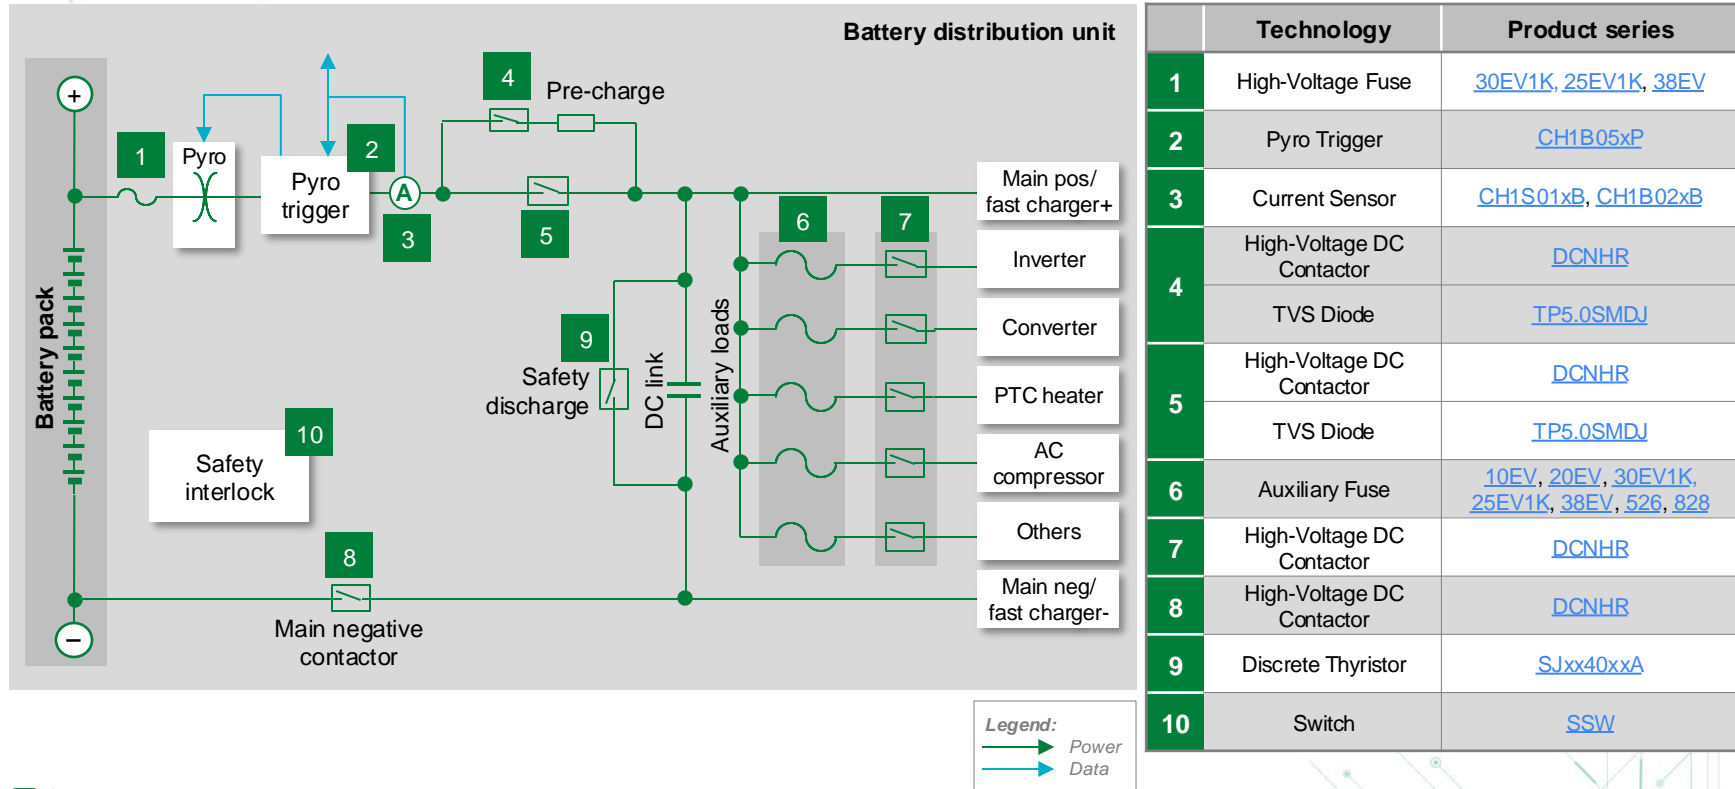 Battery distribution unit
4
Pre-charge
+
1
Pyro
2
Pyro
trigger
A
3
5
Main pos/
fast charger+
6
7
Inverter
Battery pack
9
Safety
discharge
DC link
Auxiliary loads
Converter
PTC heater
10
Safety
interlock
AC
compressor
Others
8
Main negative
contactor
Main neg/
fast charger-
−
Legend:
Power
Data
Technology Product series
1 High-Voltage Fuse 30EV1K, 25EV1K, 38EV
2 Pyro Trigger CH1B05xP
3 Current Sensor CH1S01xB, CH1B02xB
4 High-Voltage DC
Contactor DCNHR
TVS Diode TP5.0SMDJ
5 High-Voltage DC
Contactor DCNHR
TVS Diode TP5.0SMDJ
6 Auxiliary Fuse 10EV, 20EV, 30EV1K,
25EV1K, 38EV, 526, 828
7 High-Voltage DC
Contactor DCNHR
8 High-Voltage DC
Contactor DCNHR
9 Discrete Thyristor SJxx40xxA
10 Switch SSW